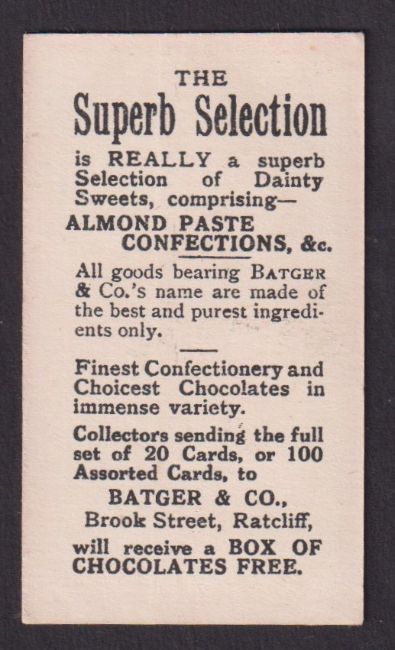 THE
Superb Selection
is REALLY a superb
Selection of Dainty
Sweets, comprising—
ALMOND PASTE
CONFECTIONS, &c.
All goods bearing BATGER
& Co.'s name are made of
the best and purest ingredi-
ents only.
Finest Confectionery and
Choicest Chocolates in
immense variety.
Collectors sending the full
set of 20 Cards, or 100
Assorted Cards, to
BATGER & CO.,
Brook Street, Ratcliff,
will receive a BOX OF
CHOCOLATES FREE.